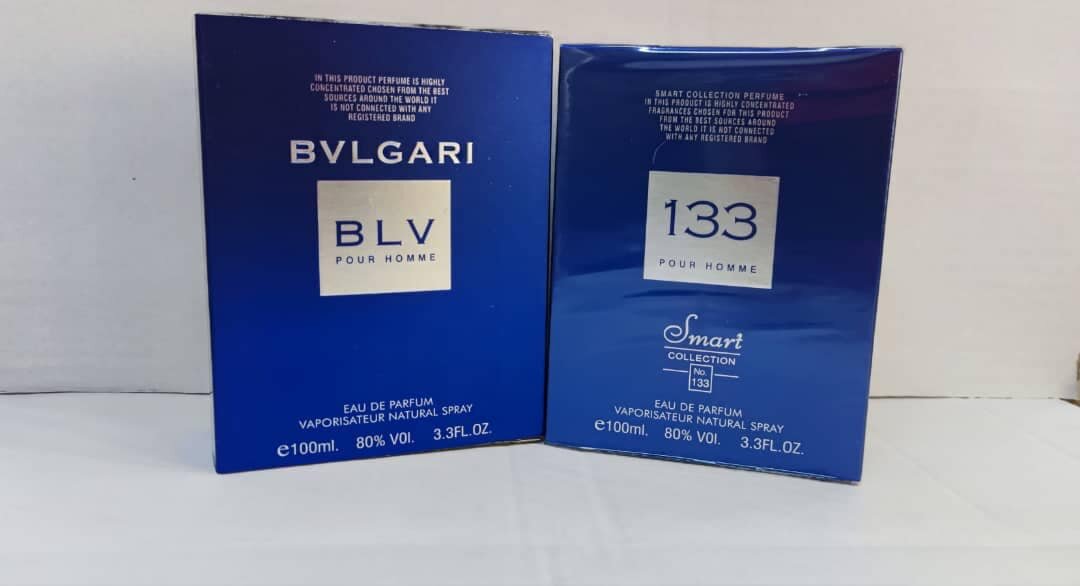 IN THIS PRODUCT PERFUME IS HIGHLY
CONCENTRATED CHOSEN FROM THE BEST
SOURCES AROUND THE WORLD IT
IS NOT CONNECTED WITH ANY
REGISTERED BRAND
BVLGARI
BLV
POUR HOMME
EAU DE PARFUM
VAPORISATEUR NATURAL SPRAY
e100ml. 80% V0l. 3.3FL.OZ.
SMART COLLECTION PERFUME
IN THIS PRODUCT IS HIGHLY CONCENTRATED
FRAGRANCES CHOSEN FOR THIS PRODUCT
FROM THE BEST SOURCES AROUND
THE WORLD IT IS NOT CONNECTED
WITH ANY REGISTERED BRAND
133
POUR HOMME
Smart
COLLECTION
No.
133
EAU DE PARFUM
VAPORISATEUR NATURAL SPRAY
e100ml. 80% V0l. 3.3FL.OZ.